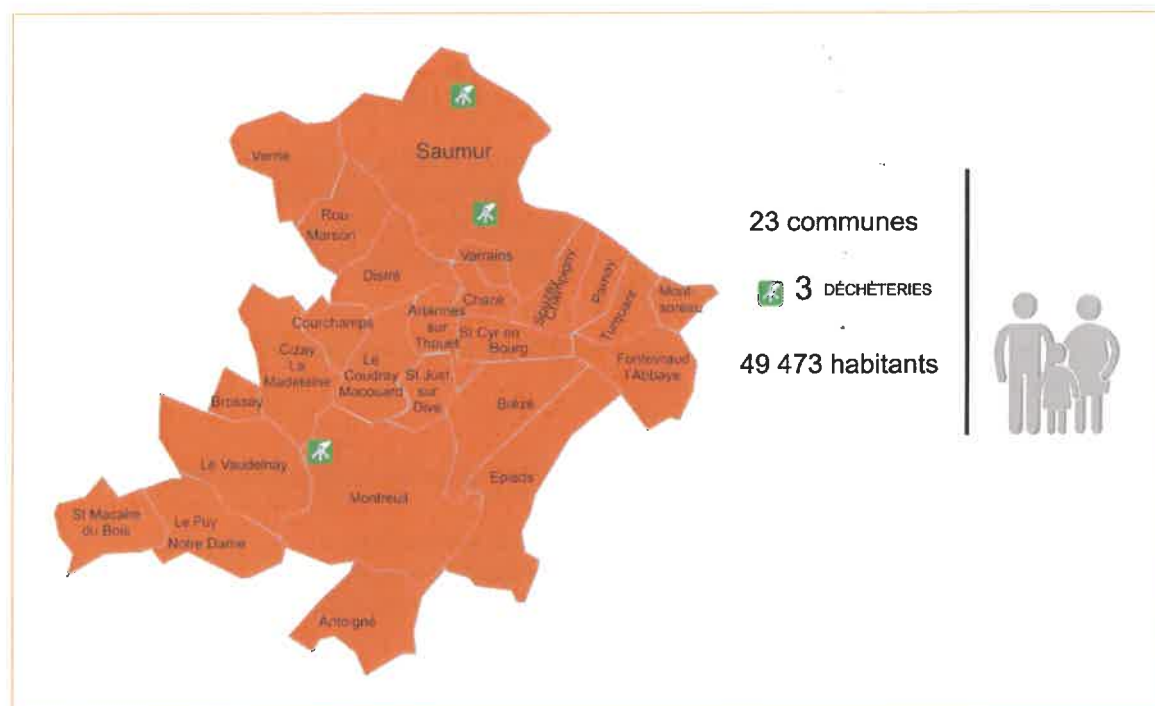 Saumur
Verrie
Rou-
Marson
Distré
Varrains
Chacé
Souzay
Champigny
Parnay
Turquant
Mont-
soreau
Fontevraud
l'Abbaye
Artannes
sur
Thouet
St Cyr en
Bourg
Courchamps
Cizay
La
Madeleine
Le
Coudray
Macouard
St Just
sur
Dive
Brézé
Brossay
Le Vaudelnay
Epieds
Montreuil
St Macaire
du Bois
Le Puy
Notre Dame
Antoigné
23 communes
3 DÉCHÈTERIES
49 473 habitants